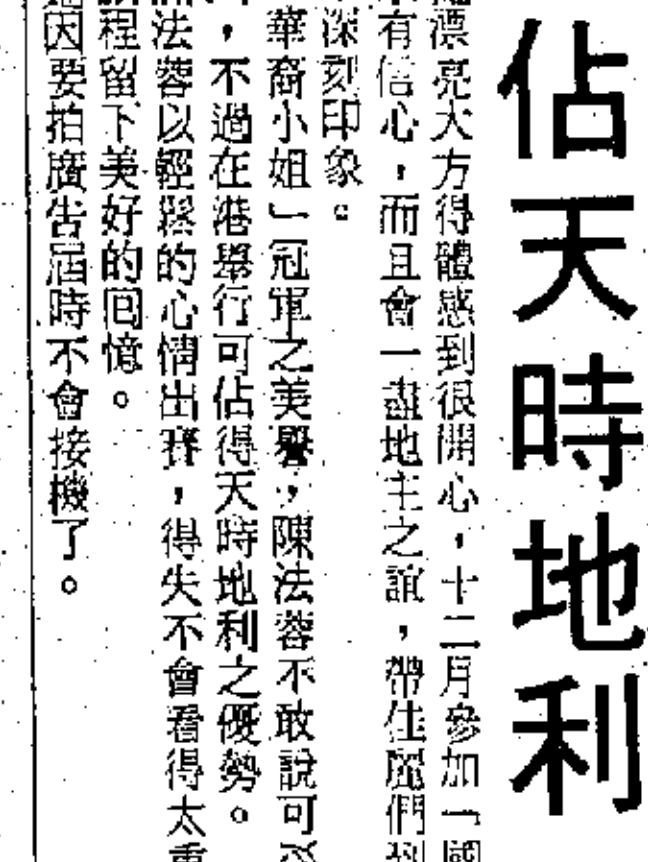 佔天時地利
漂亮大方得體感到很開心，十二月參加「國
有信心，而且會一盡地主之誼，帶佳麗們到
深刻印象。
華裔小姐」冠軍之美譽，陳法蓉不敢說可以
，不過在港舉行可佔得天時地利之優勢。
法蓉以輕鬆的心情出賽，得失不會看得太重
程留下美好的回憶。
因要拍廣告屆時不會接機了。